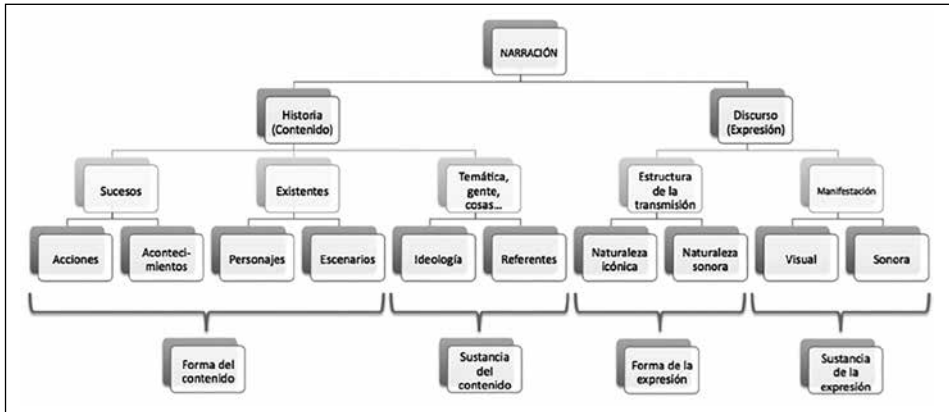 NARRACIÓN
Historia
(Contenido)
Discurso
(Expresión)
Sucesos
Existentes
Temática,
gente,
cosas...
Estructura
de la
transmisión
Manifestación
Acciones
Aconteci-
mientos
Personajes
Escenarios
Ideología
Referentes
Naturaleza
icónica
Naturaleza
sonora
Visual
Sonora
Forma del
contenido
Sustancia
del
contenido
Forma de la
expresión
Sustancia
de la
expresión